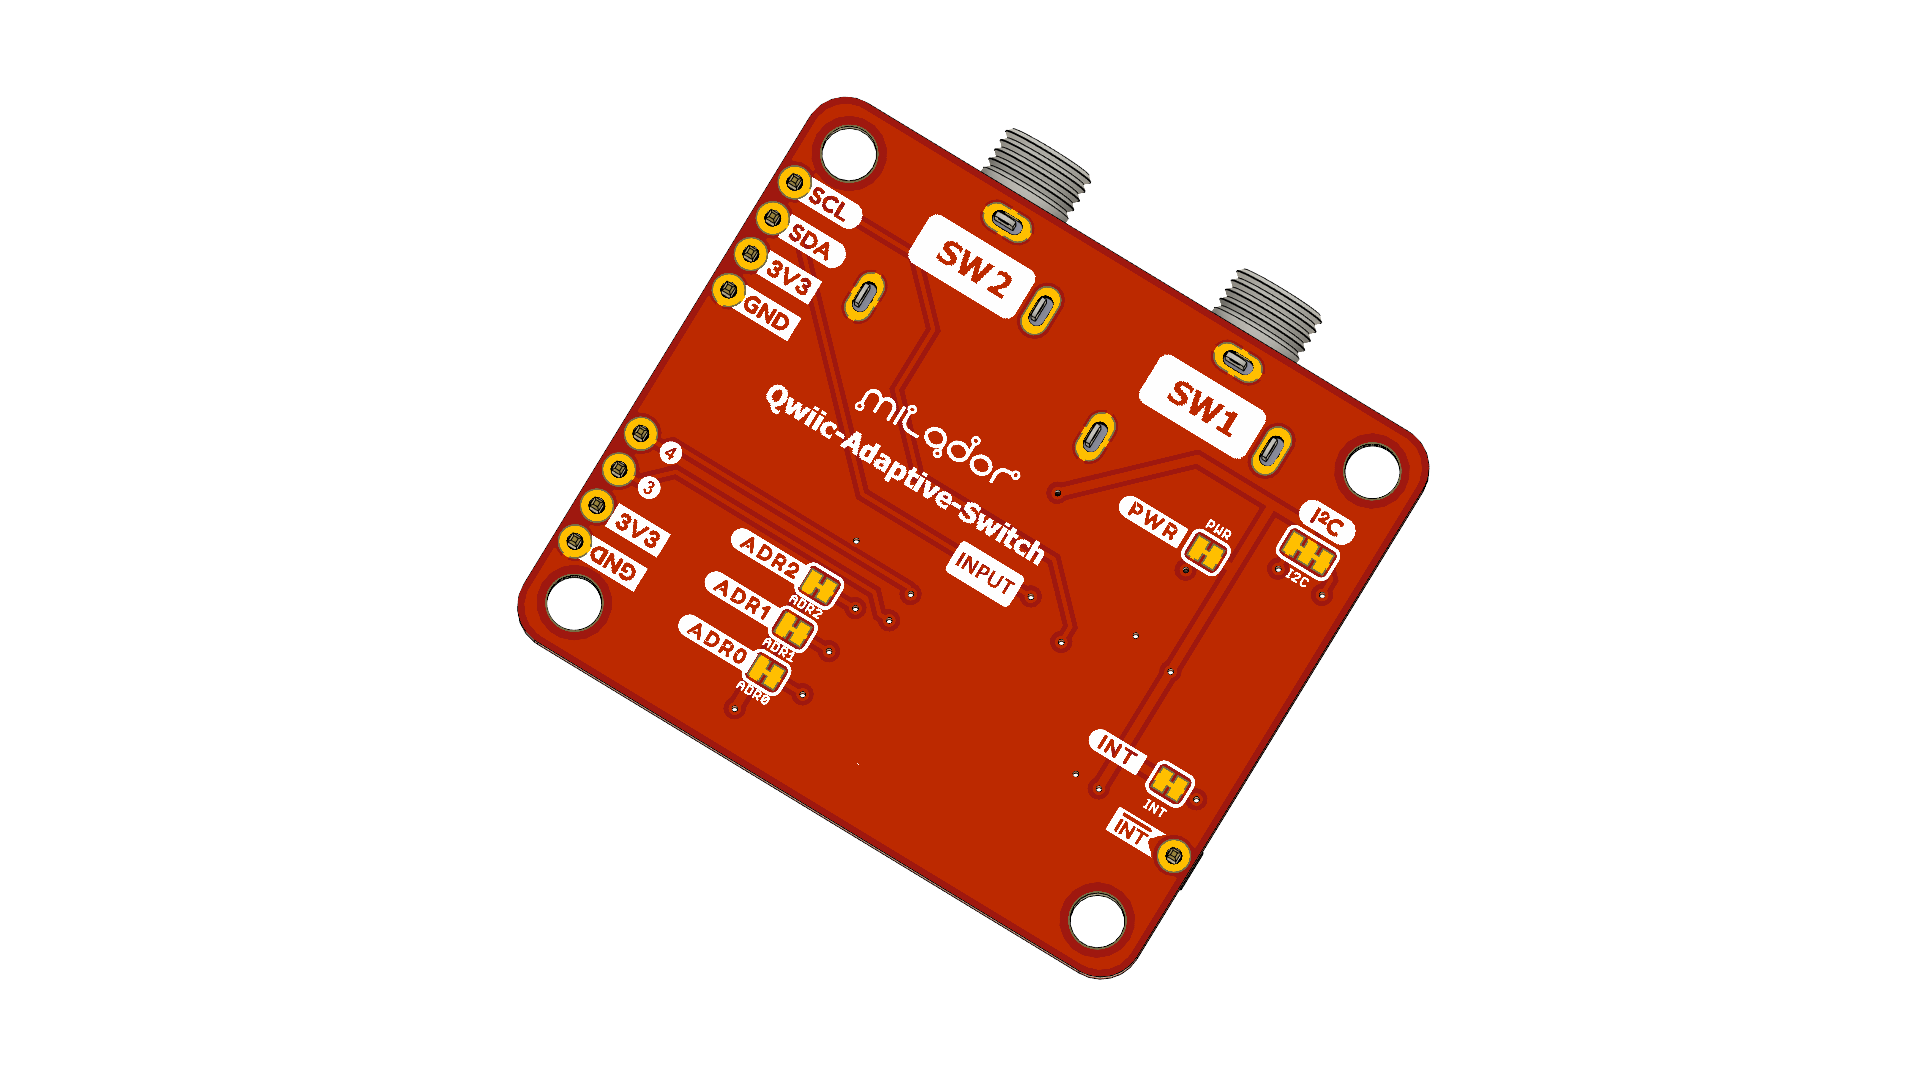 SCL
SDA
3V3
GND
SW2
SW1
milador
Qwiic-Adaptive-Switch
4
3
3V3
GND
PWR
PWR
I²C
I2C
INPUT
ADR2
ADR2
ADR1
ADR1
ADR0
ADR0
INT
INT
INT